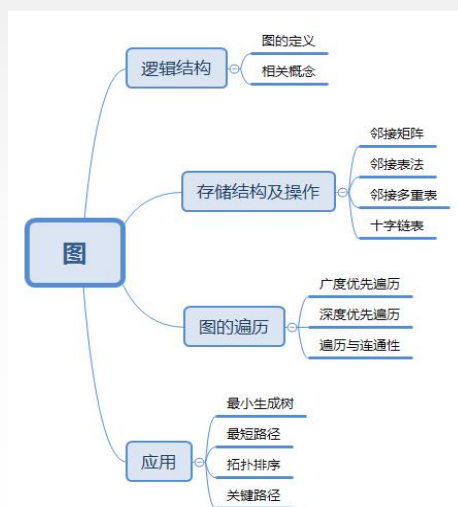 图
逻辑结构
图的定义
相关概念
存储结构及操作
邻接矩阵
邻接表法
邻接多重表
十字链表
图的遍历
广度优先遍历
深度优先遍历
遍历与连通性
应用
最小生成树
最短路径
拓扑排序
关键路径